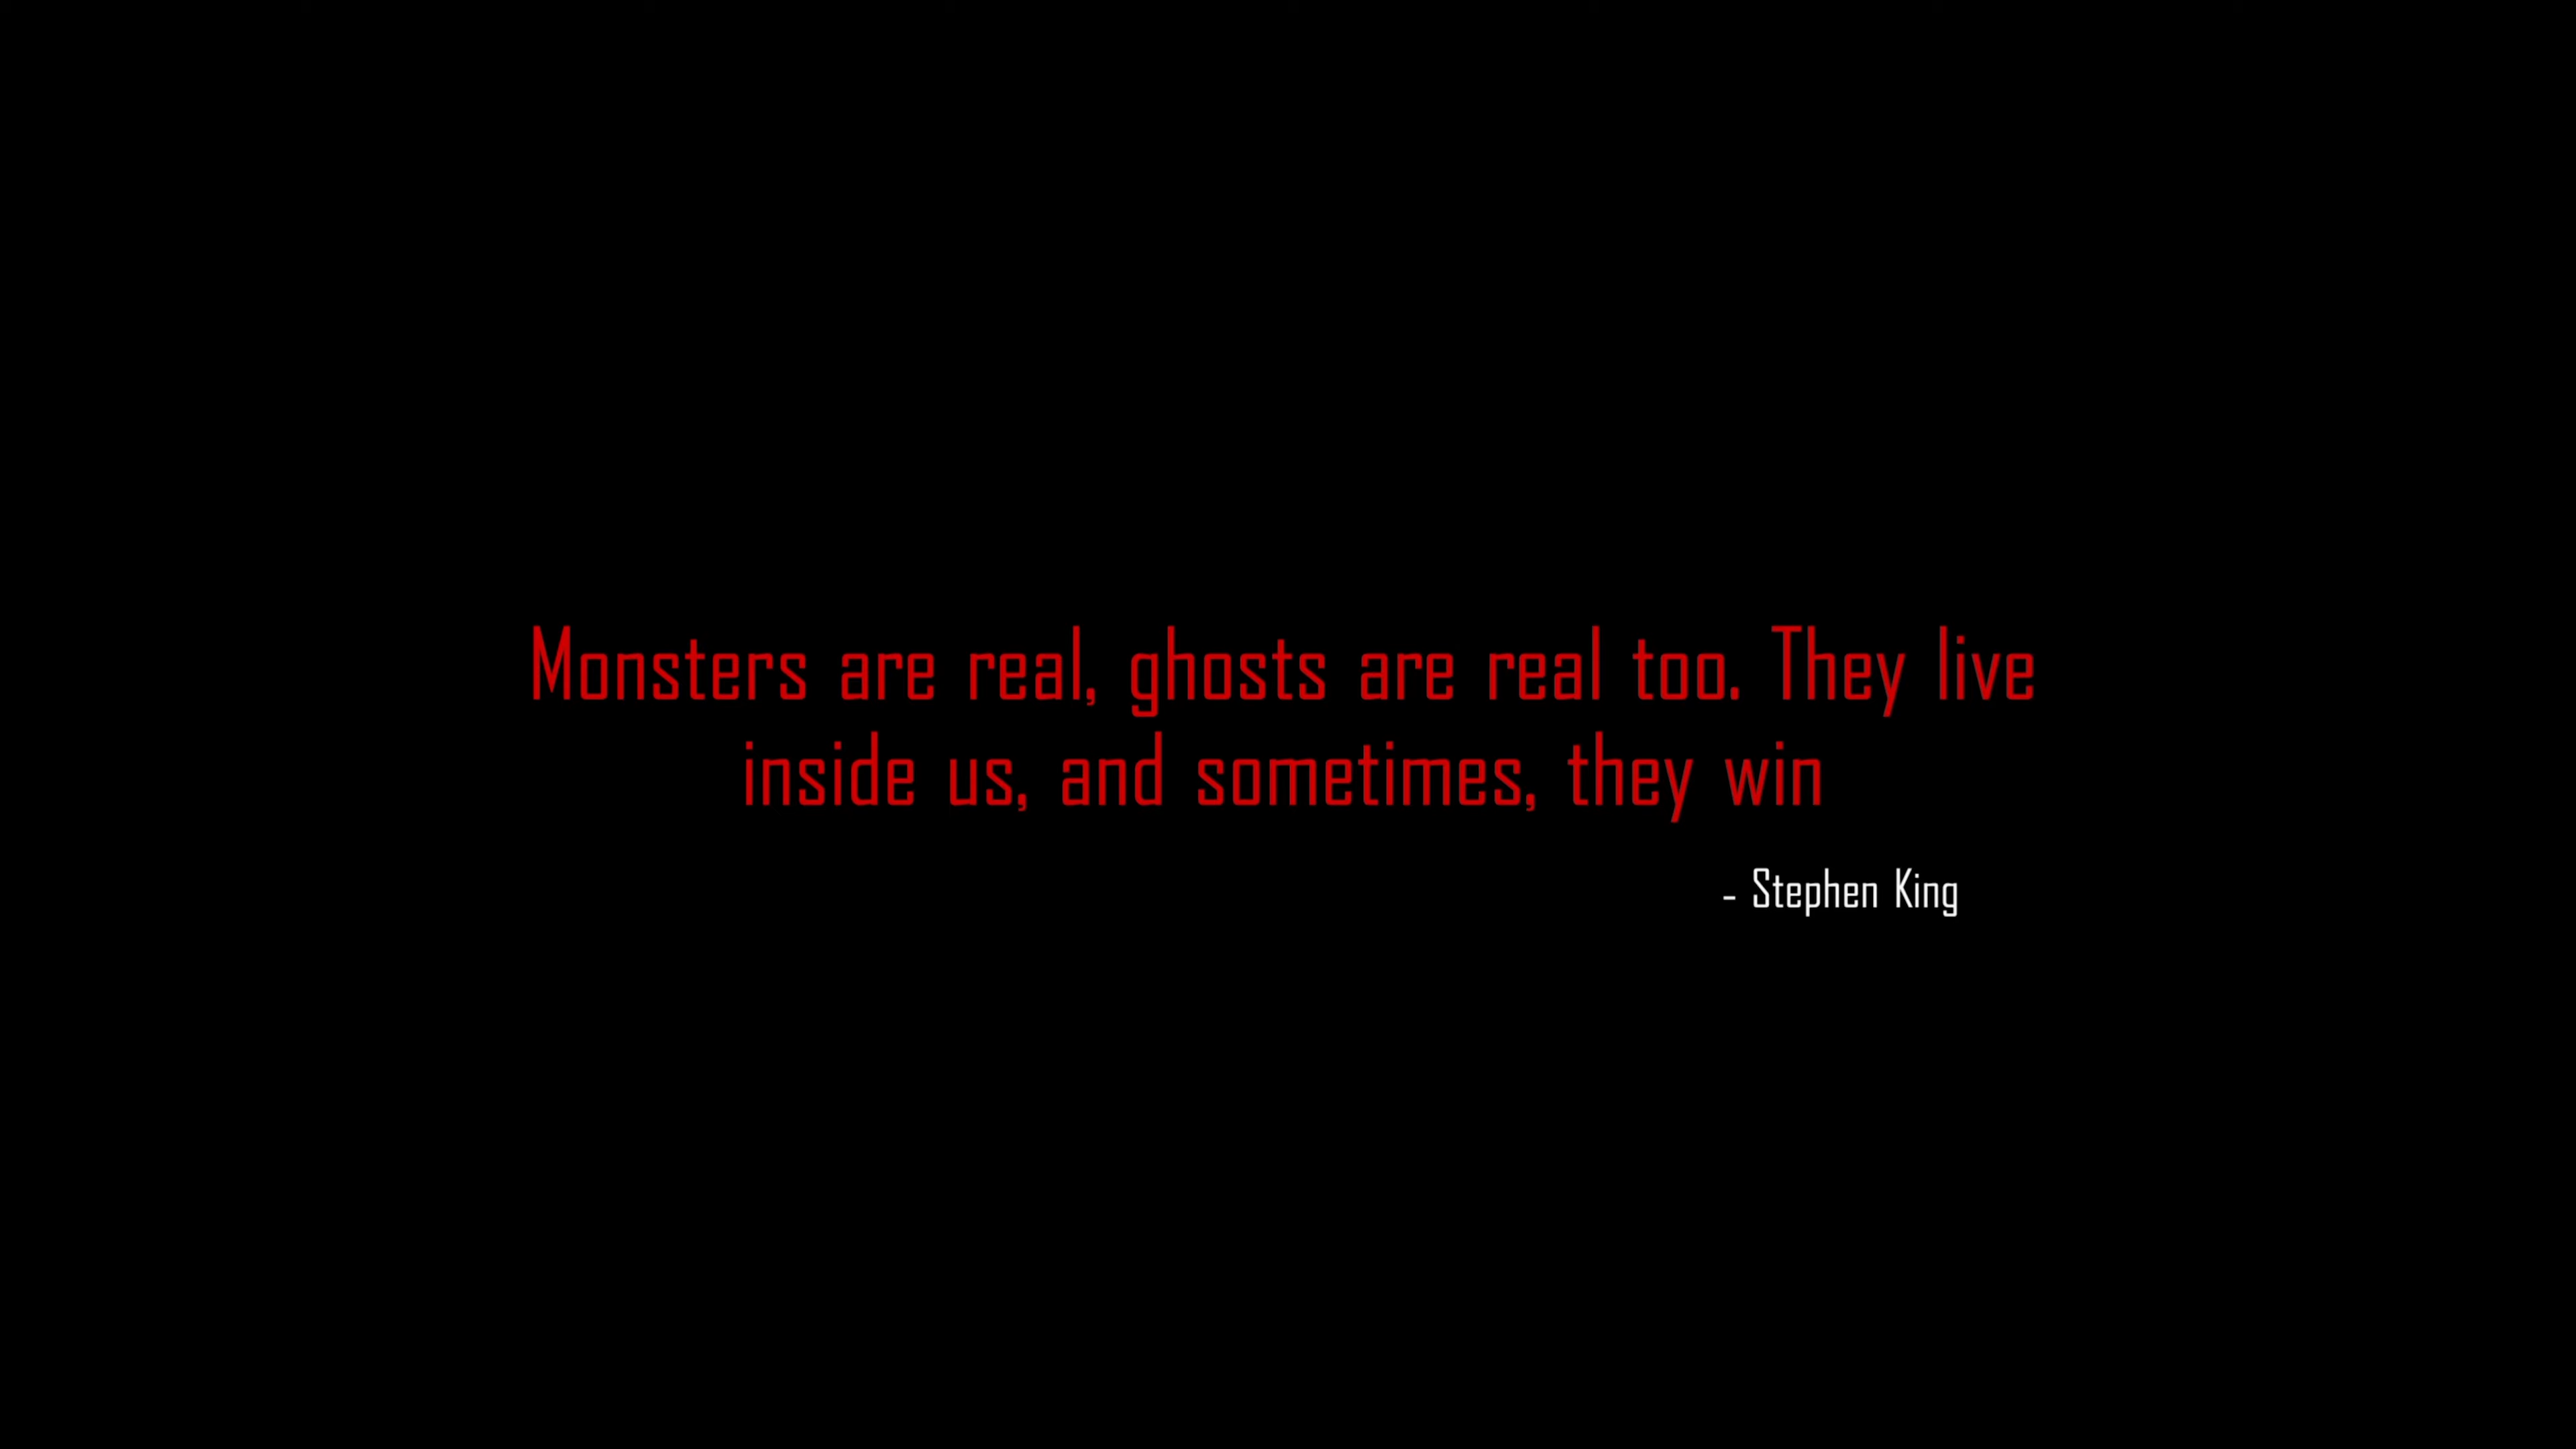 Monsters are real, ghosts are real too. They live
inside us, and sometimes, they win
- Stephen King